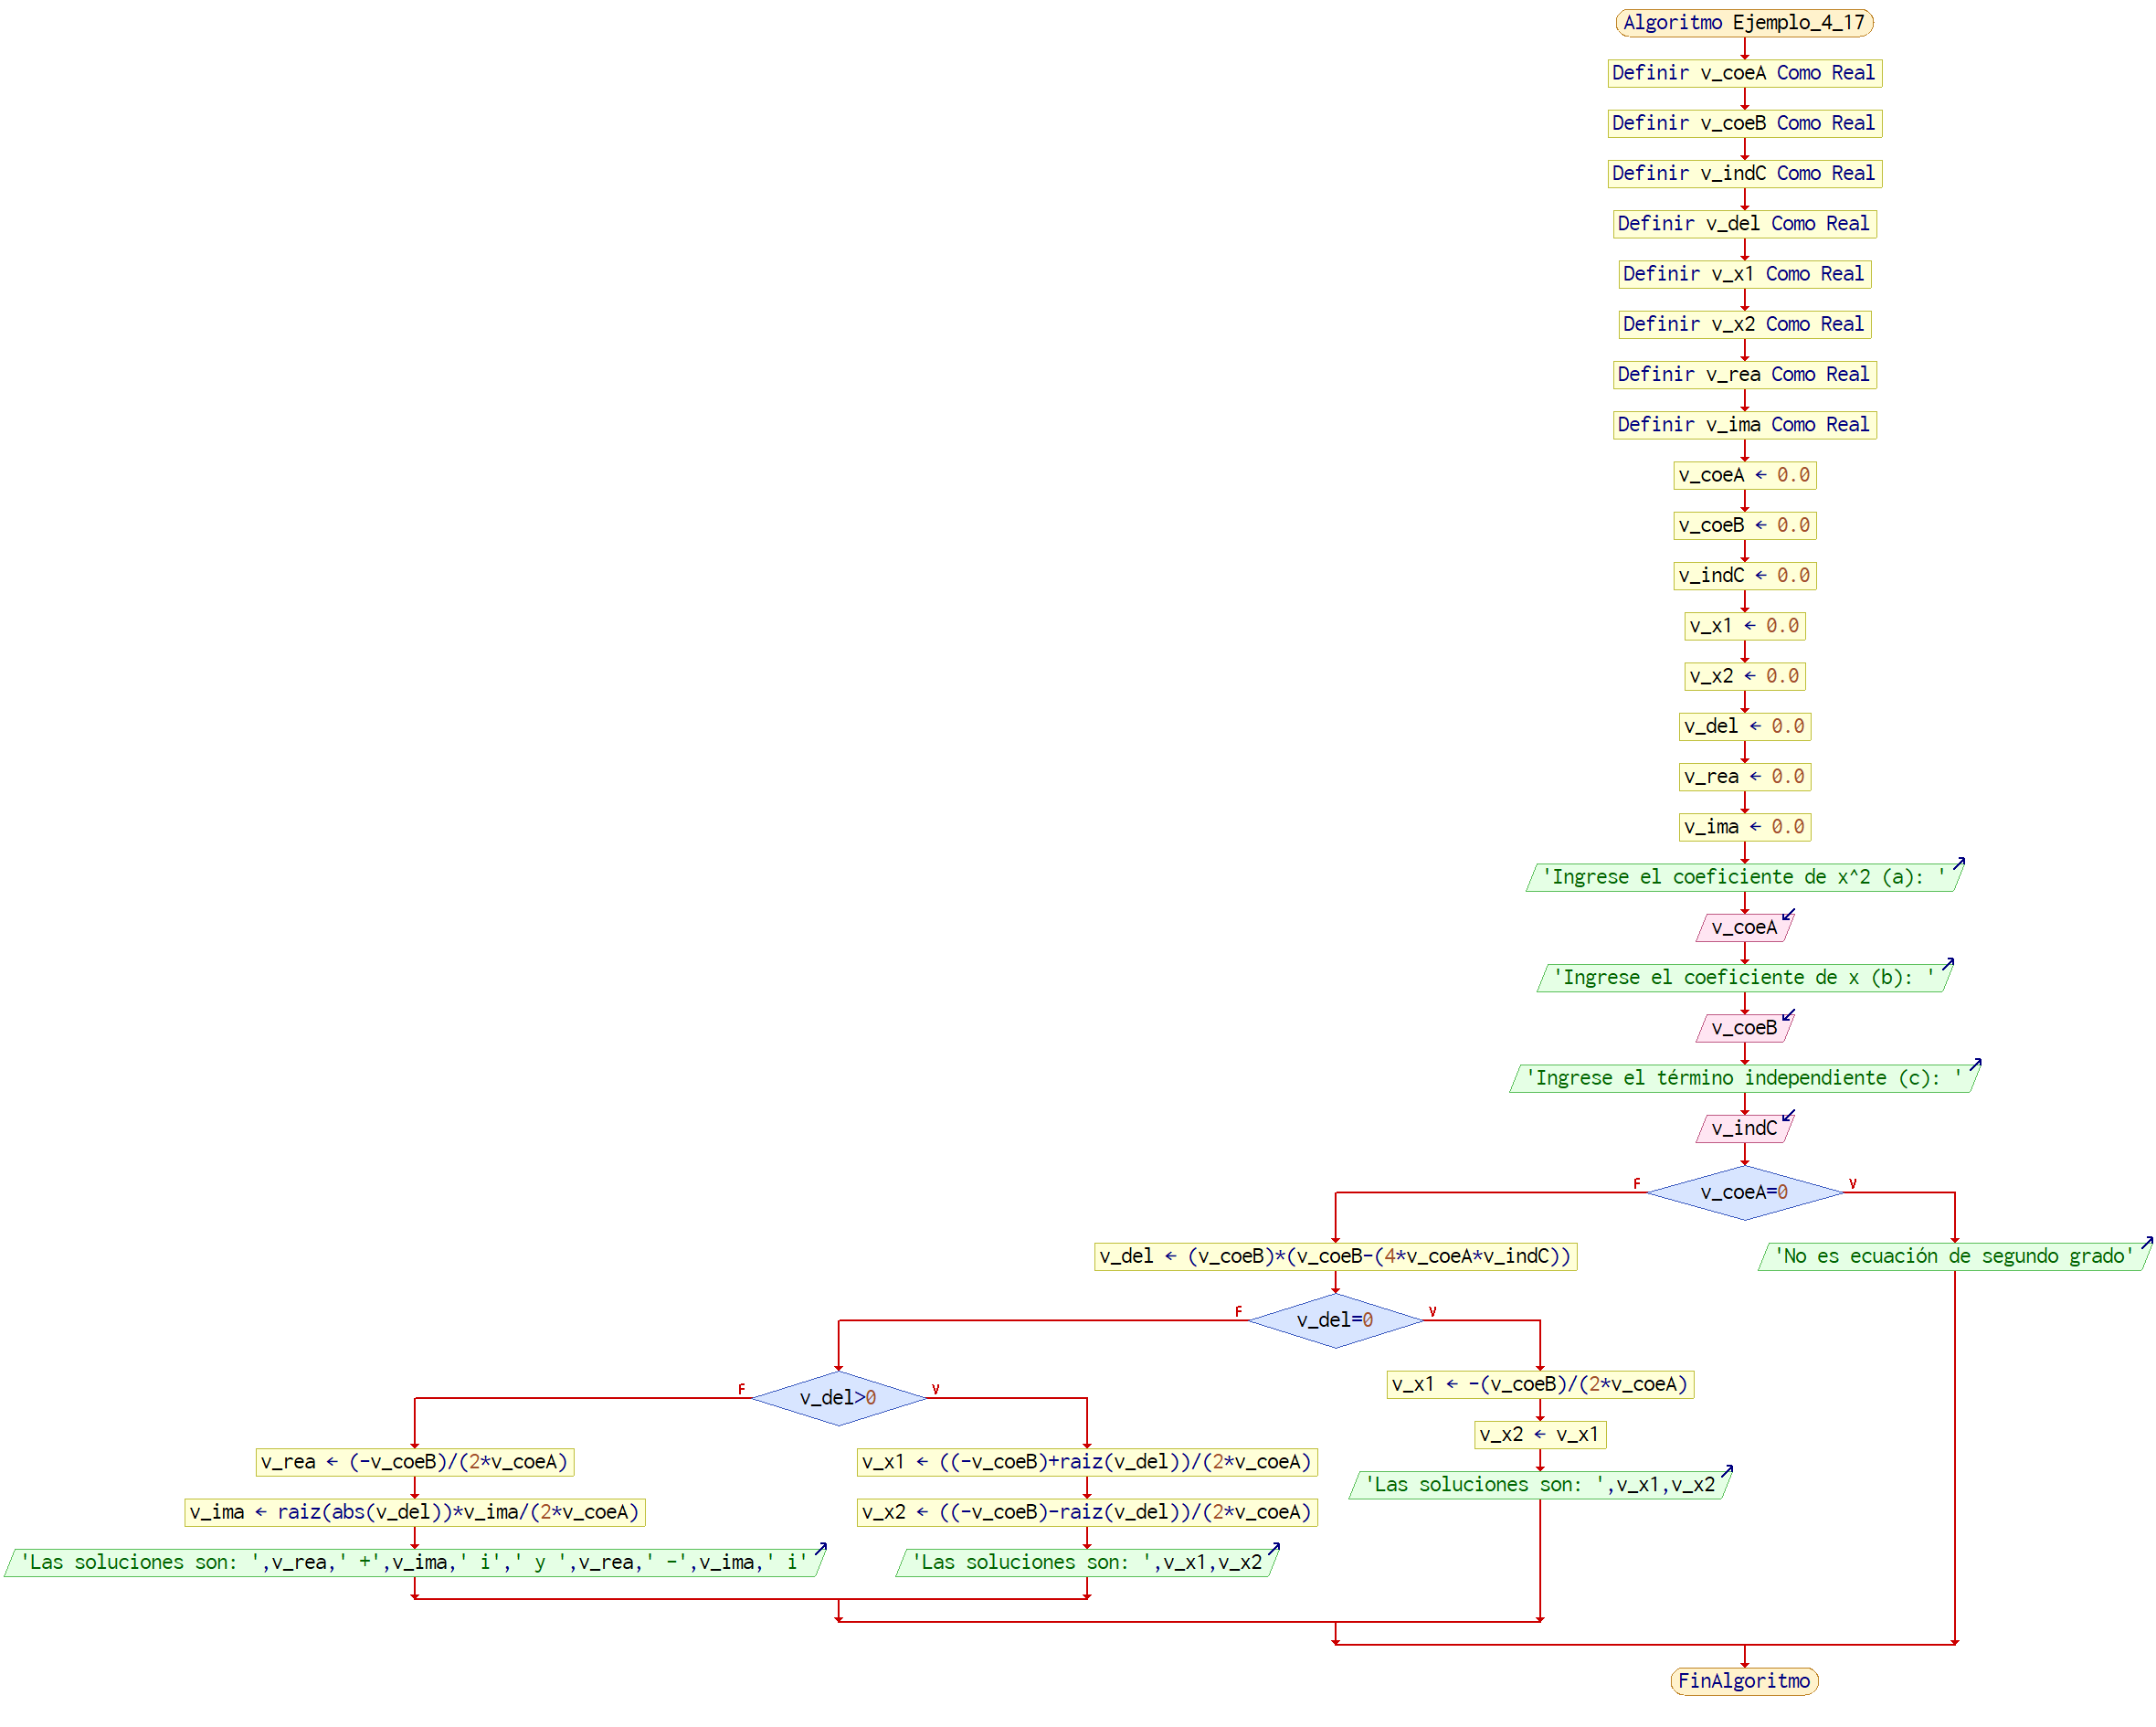 Algoritmo Ejemplo_4_17
Definir v_coeA Como Real
Definir v_coeB Como Real
Definir v_indC Como Real
Definir v_del Como Real
Definir v_x1 Como Real
Definir v_x2 Como Real
Definir v_rea Como Real
Definir v_ima Como Real
v_coeA ← 0.0
v_coeB ← 0.0
v_indC ← 0.0
v_x1 ← 0.0
v_x2 ← 0.0
v_del ← 0.0
v_rea ← 0.0
v_ima ← 0.0
'Ingrese el coeficiente de x^2 (a): '
v_coeA
'Ingrese el coeficiente de x (b): '
v_coeB
'Ingrese el término independiente (c): '
v_indC
F
v_coeA=0
V
v_del ← (v_coeB)*(v_coeB-(4*v_coeA*v_indC))
'No es ecuación de segundo grado'
F
v_del=0
V
F
v_del>0
V
v_x1 ← -(v_coeB)/(2*v_coeA)
v_x2 ← v_x1
'Las soluciones son: ',v_x1,v_x2
v_rea ← (-v_coeB)/(2*v_coeA)
v_ima ← raiz(abs(v_del))*v_ima/(2*v_coeA)
'Las soluciones son: ',v_rea,' +',v_ima,' i',' y ',v_rea,' -',v_ima,' i'
v_x1 ← ((-v_coeB)+raiz(v_del))/(2*v_coeA)
v_x2 ← ((-v_coeB)-raiz(v_del))/(2*v_coeA)
'Las soluciones son: ',v_x1,v_x2
FinAlgoritmo